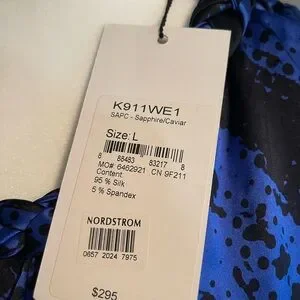 K911WE1
SAPC - Sapphire/Caviar
Size: L
8 88483 83217 8
MO#: 6462921 CN 9F211
Content:
95 % Silk
5 % Spandex
NORDSTROM
0657 2024 7975
$295